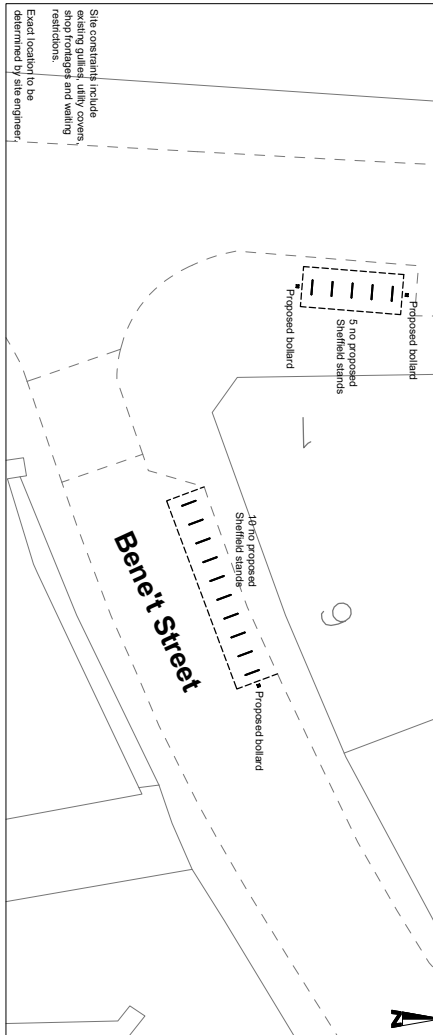 Site constraints include
existing gullies, utility covers,
shop frontages and waiting
restrictions.
Exact location to be
determined by site engineer.
Proposed bollard
5 no proposed
Sheffield stands
Proposed bollard
1
10 no proposed
Sheffield stands
9
Bene't Street
Proposed bollard
N